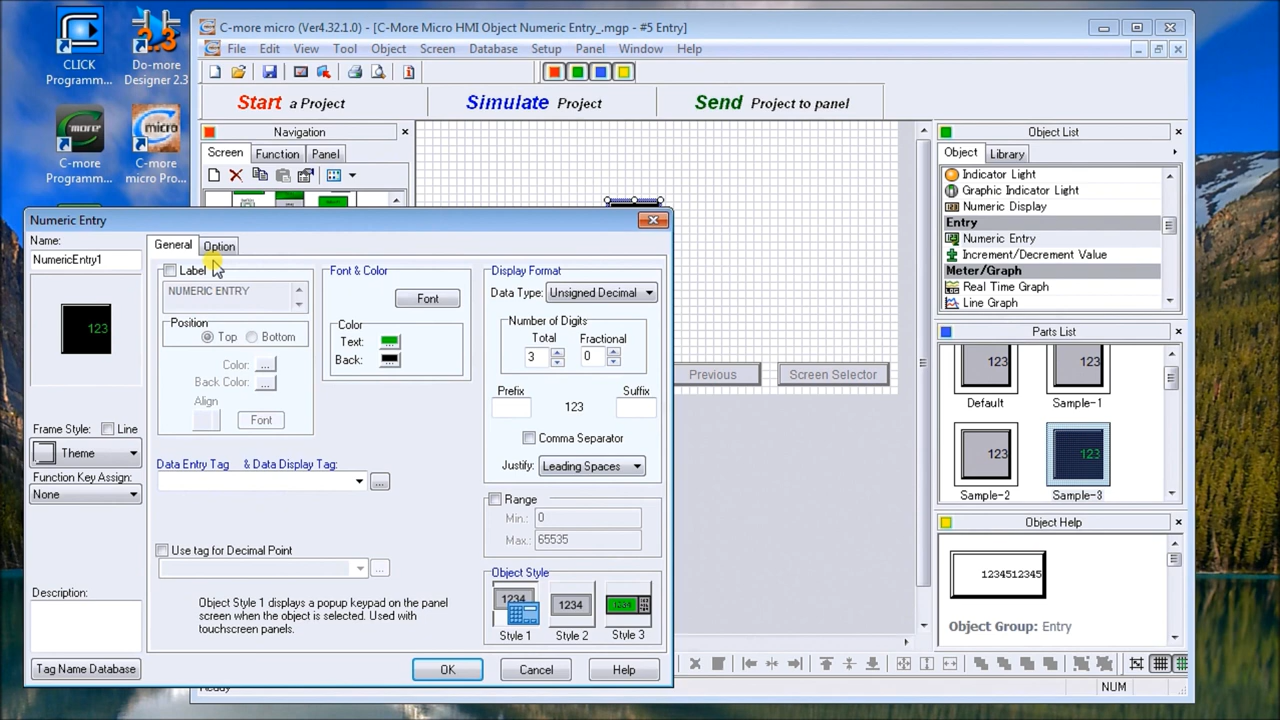 CLICK
Programm...
Do-more
Designer 2.3
C-more
Programm...
C-more
micro Pro...
C-more micro (Ver4.32.1.0) - [C-More Micro HMI Object Numeric Entry_.mgp - #5 Entry]
File Edit View Tool Object Screen Database Setup Panel Window Help
Start a Project
Simulate Project
Send Project to panel
Navigation
Screen Function Panel
Numeric Entry
Name:
NumericEntry1
123
Frame Style: Line
Theme
Function Key Assign:
None
Description:
Tag Name Database
General Option
Label
NUMERIC ENTRY
Position
Top Bottom
Color: ...
Back Color: ...
Align
Font
Font & Color
Font
Color
Text: ...
Back: ...
Data Entry Tag & Data Display Tag:
...
Use tag for Decimal Point
...
Object Style 1 displays a popup keypad on the panel
screen when the object is selected. Used with
touchscreen panels.
Display Format
Data Type: Unsigned Decimal
Number of Digits
Total Fractional
3 0
Prefix Suffix
123
Comma Separator
Justify: Leading Spaces
Range
Min.: 0
Max.: 65535
Object Style
1234 1234 1234
Style 1 Style 2 Style 3
OK Cancel Help
Previous Screen Selector
Object List
Object Library
Indicator Light
Graphic Indicator Light
Numeric Display
Entry
Numeric Entry
Increment/Decrement Value
Meter/Graph
Real Time Graph
Line Graph
Parts List
123 123
Default Sample-1
123 123
Sample-2 Sample-3
Object Help
1234512345
Object Group: Entry
Ready
NUM